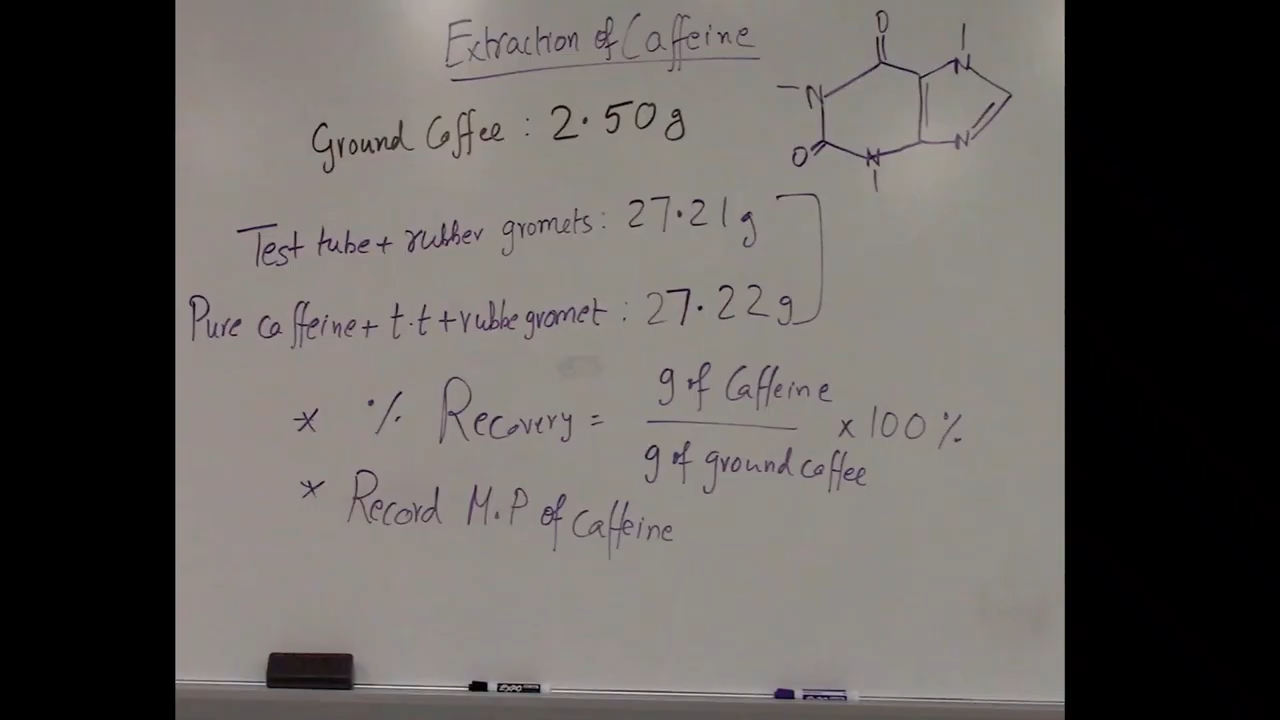 Extraction of Caffeine
Ground Coffee : 2.50g
Test tube + rubber gromets: 27.21g
Pure caffeine + t.t + rubbe gromet : 27.22g
* % Recovery = g of Caffeine / g of ground coffee x 100 %
* Record M.P of caffeine
O
N
N
O
N
N
EXPO